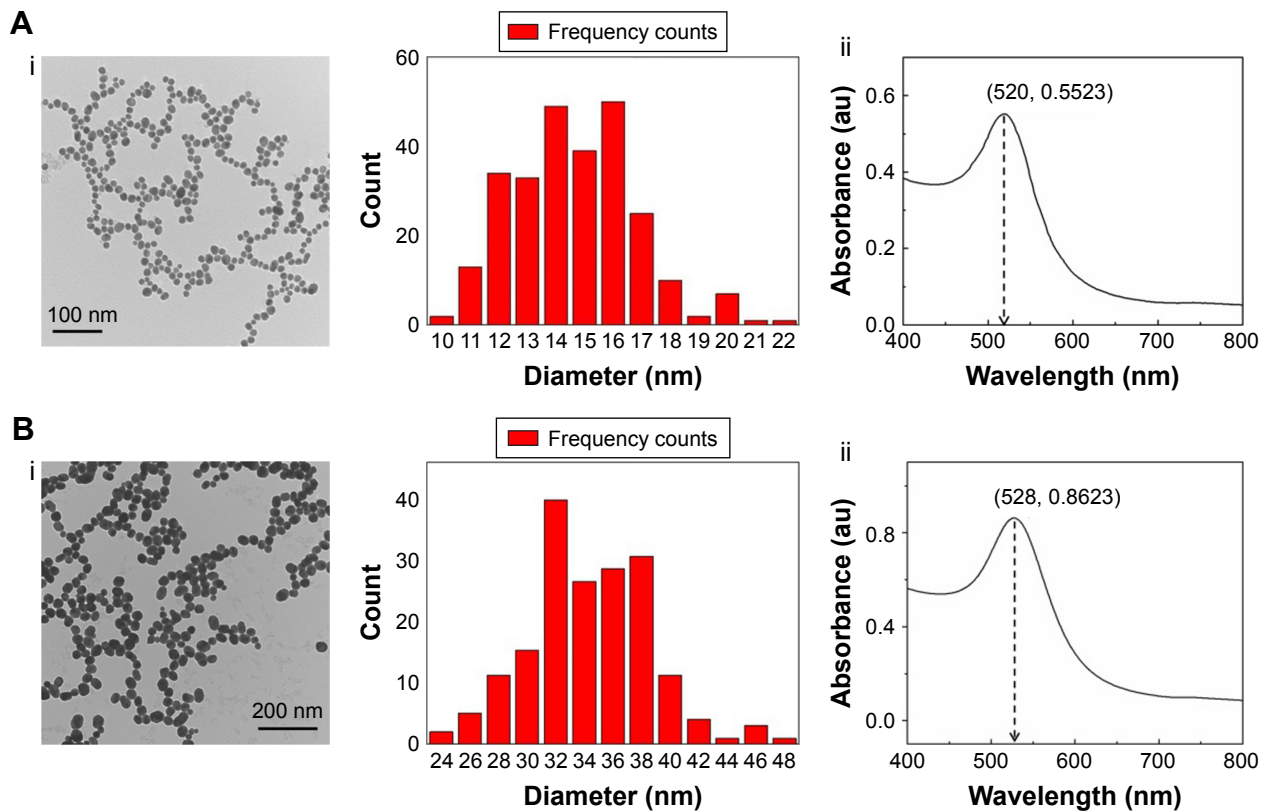 A
i
100 nm
Frequency counts
60
40
20
0
Count
10 11 12 13 14 15 16 17 18 19 20 21 22
Diameter (nm)
ii
(520, 0.5523)
0.6
0.4
0.2
0.0
Absorbance (au)
400 500 600 700 800
Wavelength (nm)
B
i
200 nm
Frequency counts
40
30
20
10
0
Count
24 26 28 30 32 34 36 38 40 42 44 46 48
Diameter (nm)
ii
(528, 0.8623)
0.8
0.4
0.0
Absorbance (au)
400 500 600 700 800
Wavelength (nm)